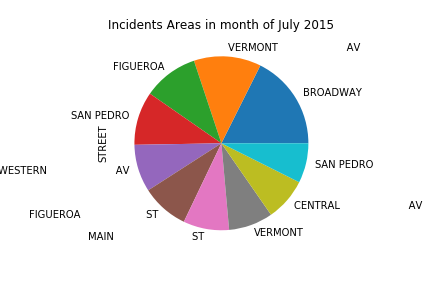 Incidents Areas in month of July 2015
VERMONT AV
FIGUEROA
BROADWAY
SAN PEDRO
STREET
SAN PEDRO
WESTERN AV
CENTRAL AV
FIGUEROA ST
VERMONT
MAIN ST